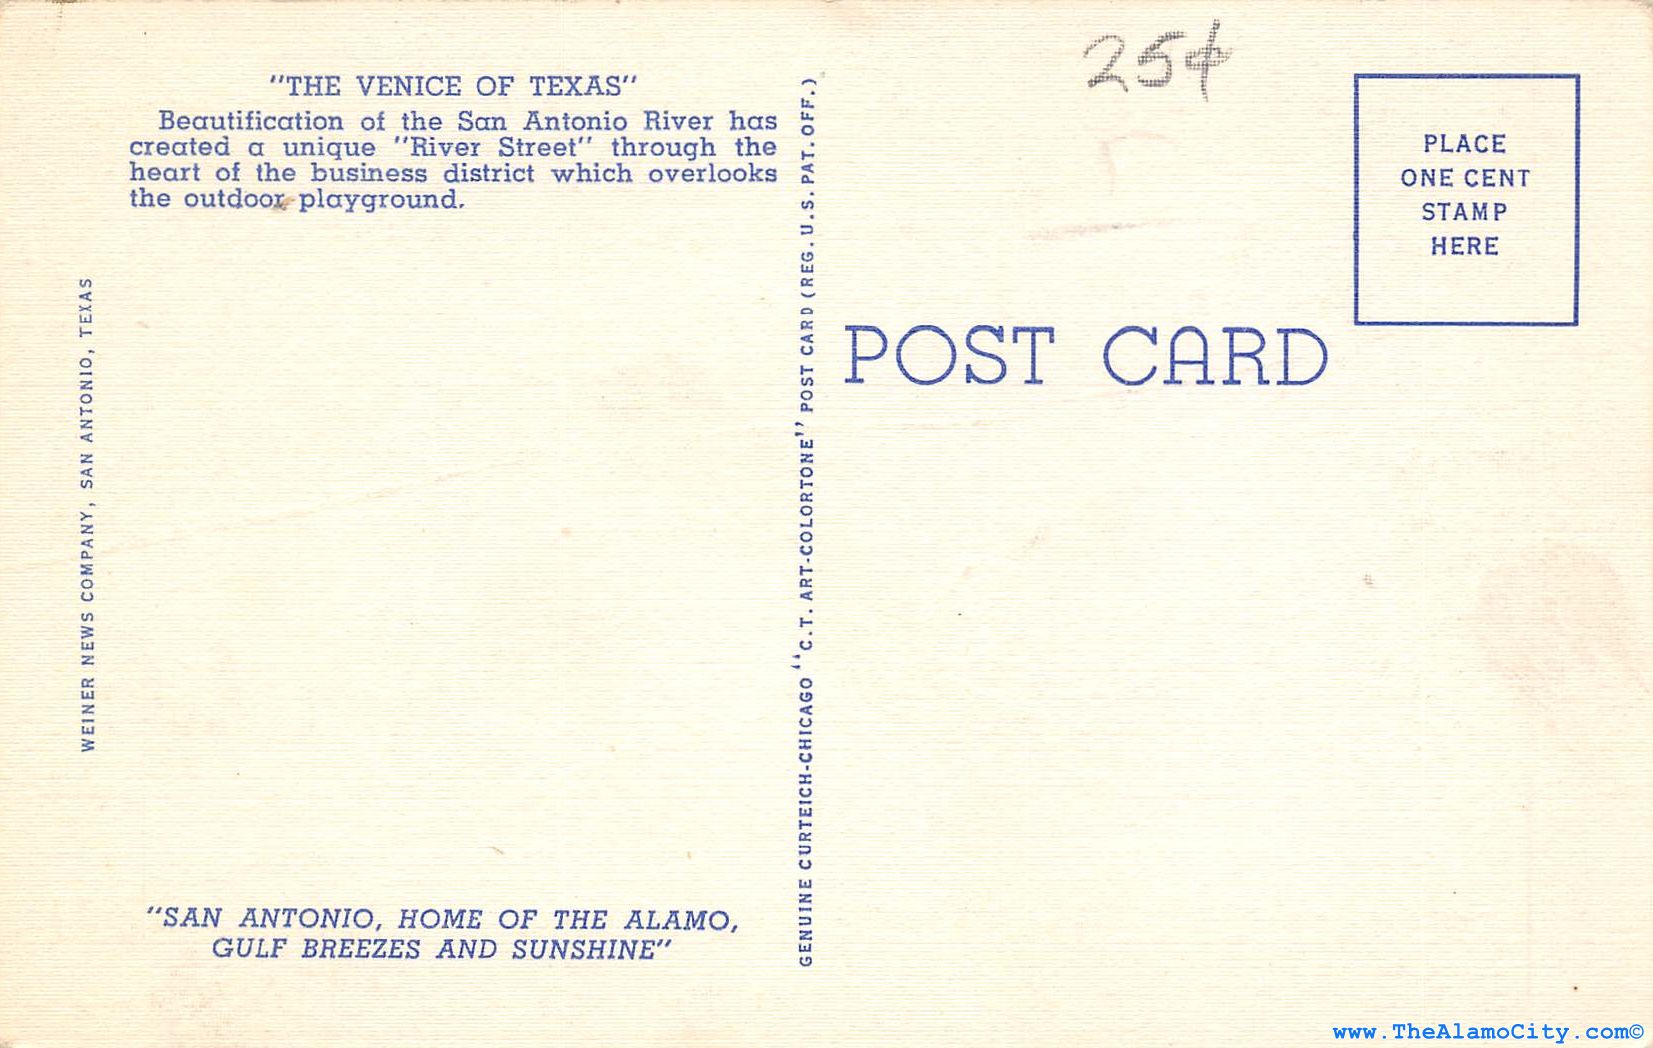 "THE VENICE OF TEXAS"
Beautification of the San Antonio River has
created a unique "River Street" through the
heart of the business district which overlooks
the outdoor playground.
WEINER NEWS COMPANY, SAN ANTONIO, TEXAS
"SAN ANTONIO, HOME OF THE ALAMO,
GULF BREEZES AND SUNSHINE"
GENUINE CURTEICH-CHICAGO "C.T. ART-COLORTONE" POST CARD (REG. U.S. PAT. OFF.)
25¢
PLACE
ONE CENT
STAMP
HERE
POST CARD
www.TheAlamoCity.com©